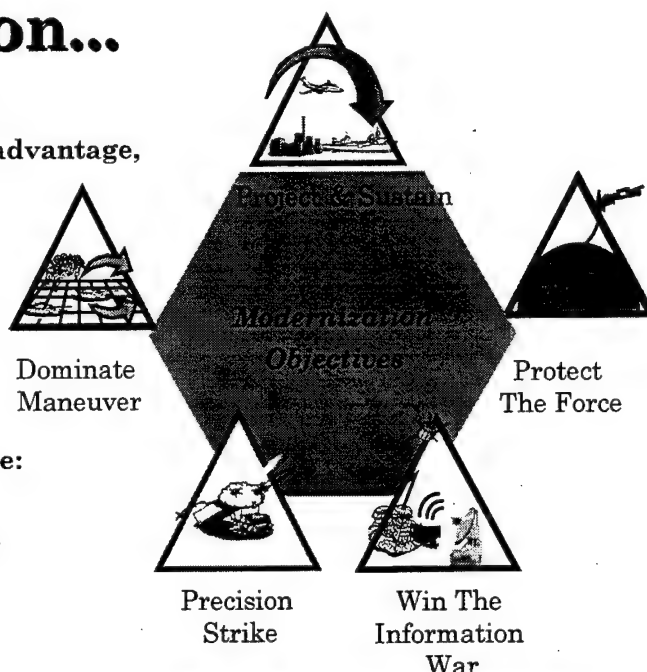 on...
advantage,
Project & Sustain
Modernization
Objectives
Dominate
Maneuver
Protect
The Force
e:
Precision
Strike
Win The
Information
War